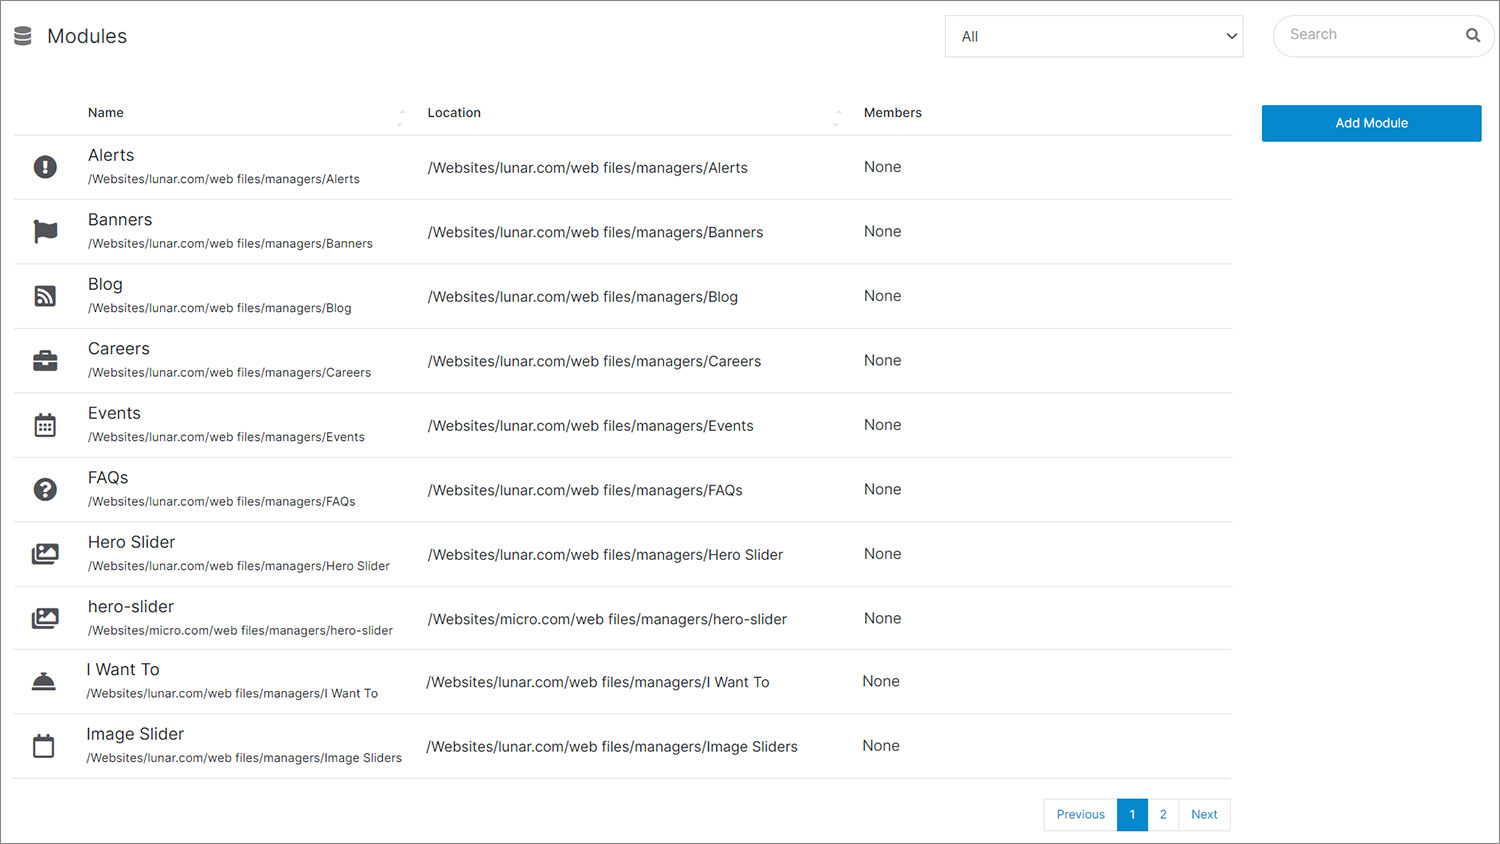 Modules
All
Search
Name Location Members
Add Module
Alerts
/Websites/lunar.com/web files/managers/Alerts
/Websites/lunar.com/web files/managers/Alerts
None
Banners
/Websites/lunar.com/web files/managers/Banners
/Websites/lunar.com/web files/managers/Banners
None
Blog
/Websites/lunar.com/web files/managers/Blog
/Websites/lunar.com/web files/managers/Blog
None
Careers
/Websites/lunar.com/web files/managers/Careers
/Websites/lunar.com/web files/managers/Careers
None
Events
/Websites/lunar.com/web files/managers/Events
/Websites/lunar.com/web files/managers/Events
None
FAQs
/Websites/lunar.com/web files/managers/FAQs
/Websites/lunar.com/web files/managers/FAQs
None
Hero Slider
/Websites/lunar.com/web files/managers/Hero Slider
/Websites/lunar.com/web files/managers/Hero Slider
None
hero-slider
/Websites/micro.com/web files/managers/hero-slider
/Websites/micro.com/web files/managers/hero-slider
None
I Want To
/Websites/lunar.com/web files/managers/I Want To
/Websites/lunar.com/web files/managers/I Want To
None
Image Slider
/Websites/lunar.com/web files/managers/Image Sliders
/Websites/lunar.com/web files/managers/Image Sliders
None
Previous 1 2 Next